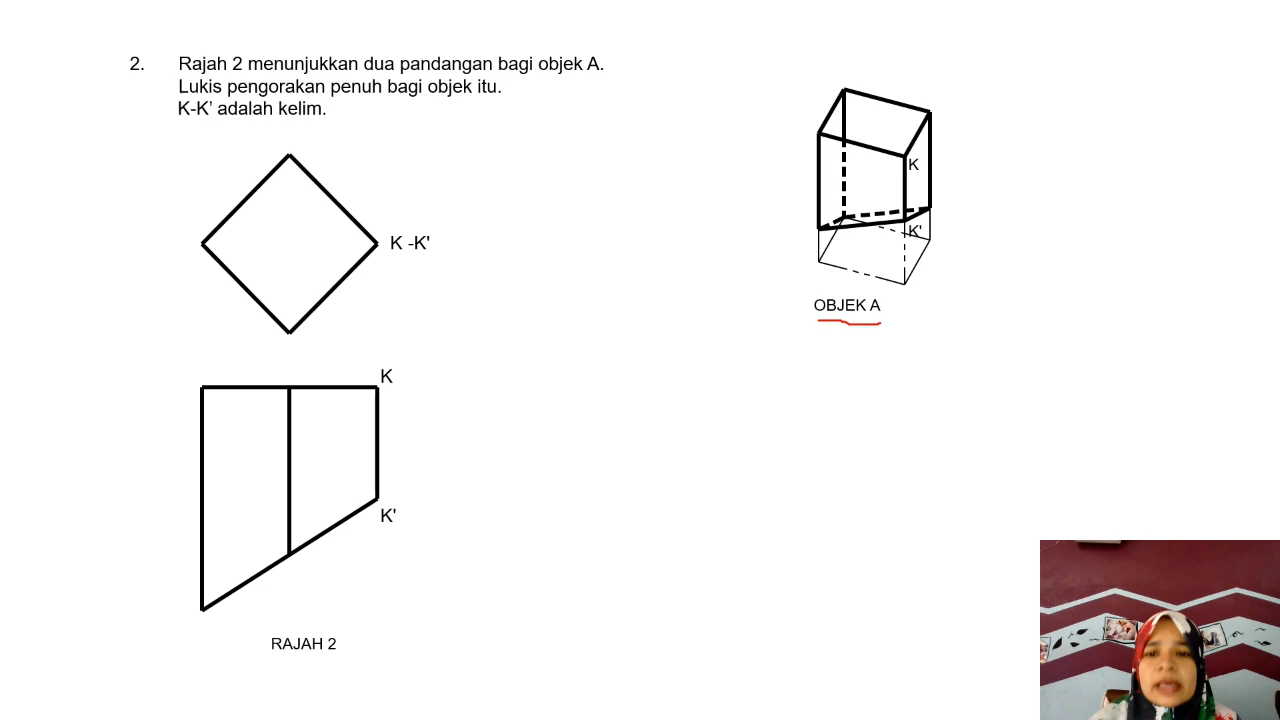 2. Rajah 2 menunjukkan dua pandangan bagi objek A.
Lukis pengorakan penuh bagi objek itu.
K-K’ adalah kelim.
K -K'
K
K'
RAJAH 2
K
K'
OBJEK A